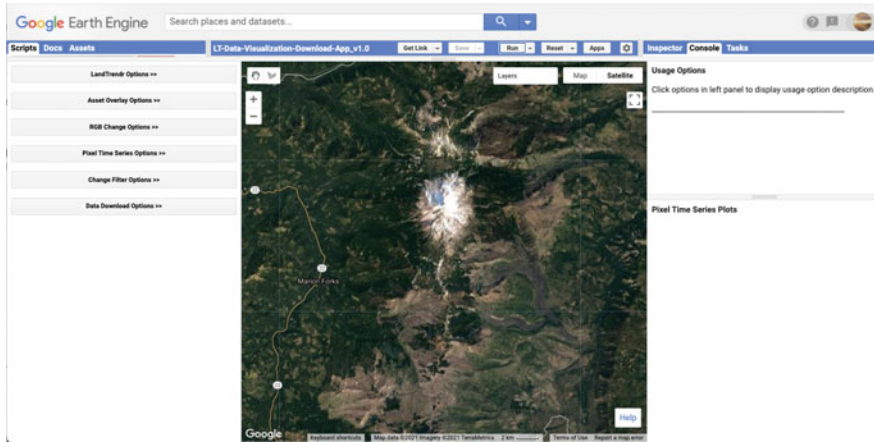 Google Earth Engine
Search places and datasets...
Scripts Docs Assets
LT-Data-Visualization-Download-App_v1.0
Get Link Save Run Reset Apps
Inspector Console Tasks
LandTrendr Options >>
Asset Overlay Options >>
RGB Change Options >>
Pixel Time Series Options >>
Change Filter Options >>
Data Download Options >>
Layers
Map Satellite
+
−
22
22
Marion Forks
Help
Google
Keyboard shortcuts Map data ©2021 Imagery ©2021 TerraMetrics 2 km Terms of Use Report a map error
Usage Options
Click options in left panel to display usage option description.
Pixel Time Series Plots